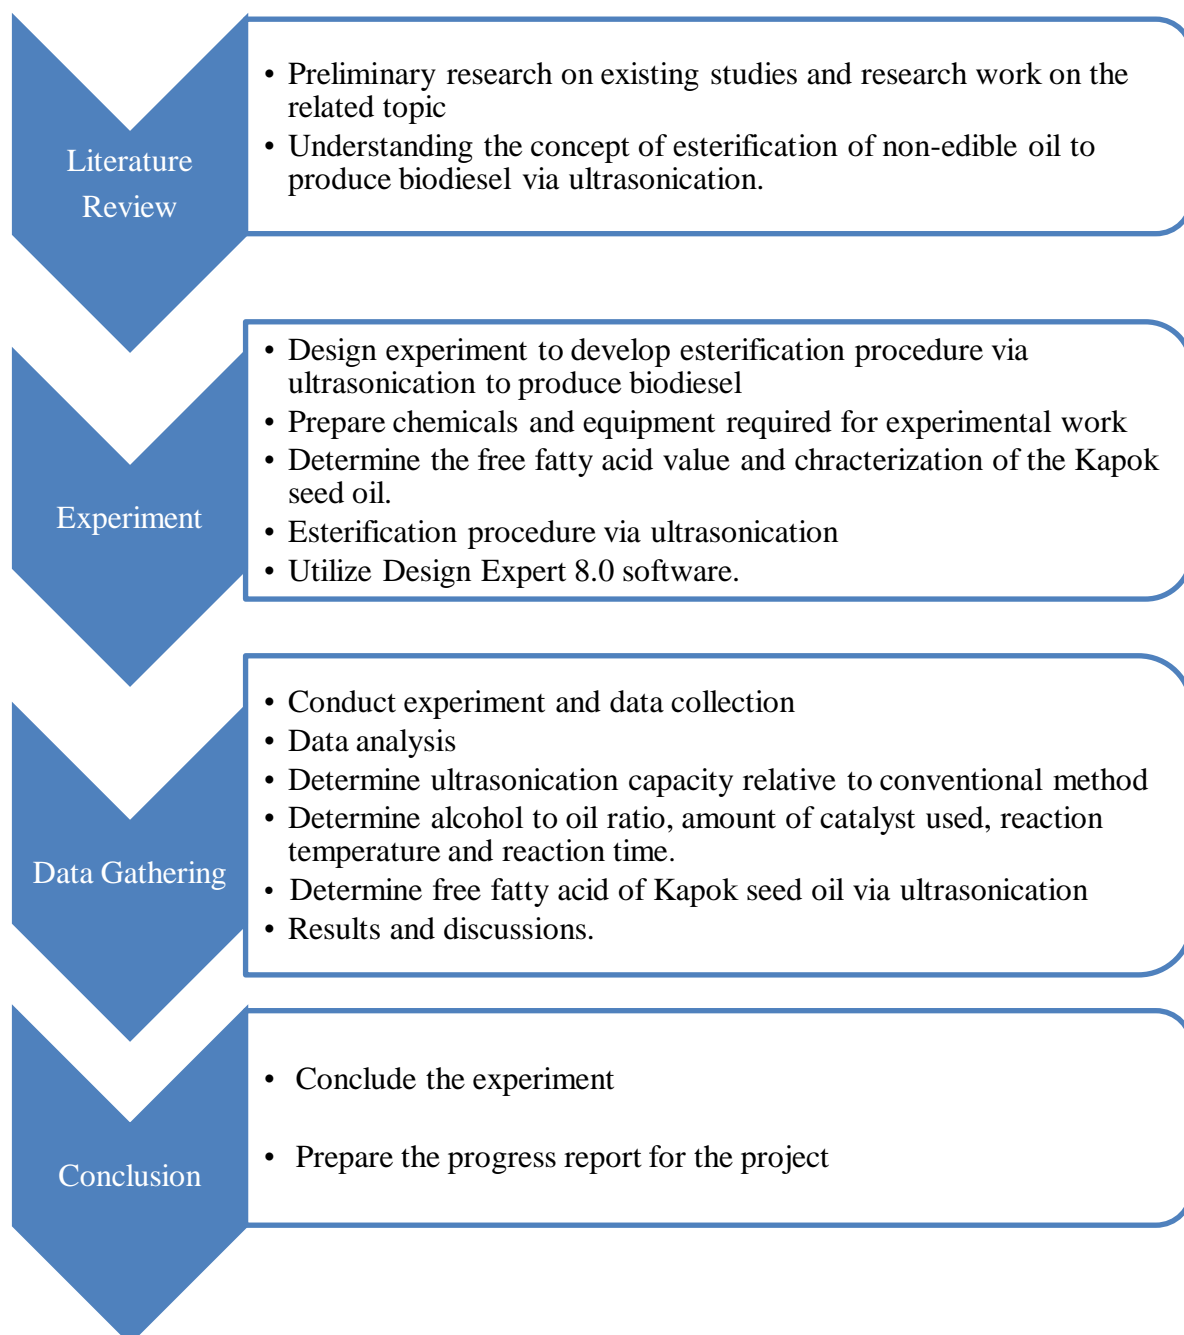 Literature
Review
• Preliminary research on existing studies and research work on the
related topic
• Understanding the concept of esterification of non-edible oil to
produce biodiesel via ultrasonication.
Experiment
• Design experiment to develop esterification procedure via
ultrasonication to produce biodiesel
• Prepare chemicals and equipment required for experimental work
• Determine the free fatty acid value and chracterization of the Kapok
seed oil.
• Esterification procedure via ultrasonication
• Utilize Design Expert 8.0 software.
Data Gathering
• Conduct experiment and data collection
• Data analysis
• Determine ultrasonication capacity relative to conventional method
• Determine alcohol to oil ratio, amount of catalyst used, reaction
temperature and reaction time.
• Determine free fatty acid of Kapok seed oil via ultrasonication
• Results and discussions.
Conclusion
• Conclude the experiment
• Prepare the progress report for the project